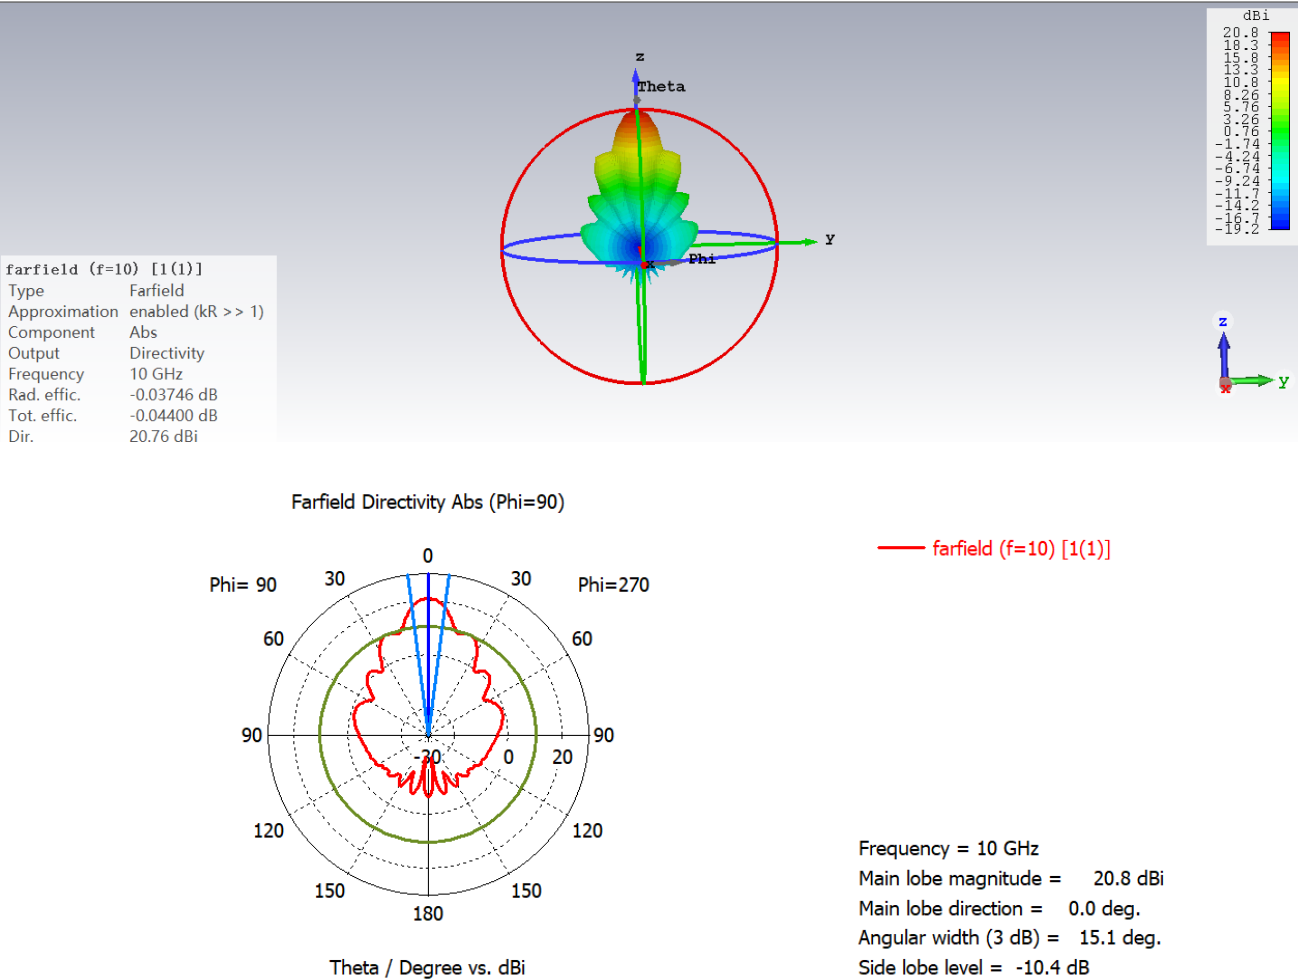 dBi
20.8
18.3
15.8
13.3
10.8
8.26
5.76
3.26
0.76
-1.74
-4.24
-6.74
-9.24
-11.7
-14.2
-16.7
-19.2
z
Theta
y
x
Phi
z
y
x
farfield (f=10) [1(1)]
Type Farfield
Approximation enabled (kR >> 1)
Component Abs
Output Directivity
Frequency 10 GHz
Rad. effic. -0.03746 dB
Tot. effic. -0.04400 dB
Dir. 20.76 dBi
Farfield Directivity Abs (Phi=90)
farfield (f=10) [1(1)]
0
Phi= 90 30 30 Phi=270
60 60
90 90
-30 0 20
120 120
150 150
180
Theta / Degree vs. dBi
Frequency = 10 GHz
Main lobe magnitude = 20.8 dBi
Main lobe direction = 0.0 deg.
Angular width (3 dB) = 15.1 deg.
Side lobe level = -10.4 dB